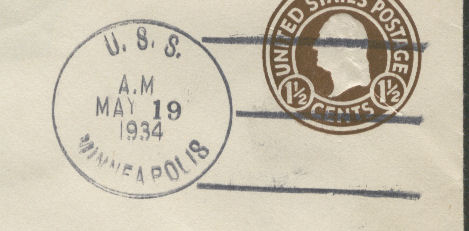 U. S. S.
A.M
MAY 19
1934
MINNEAPOLIS
UNITED STATES POSTAGE
1½ CENTS 1½